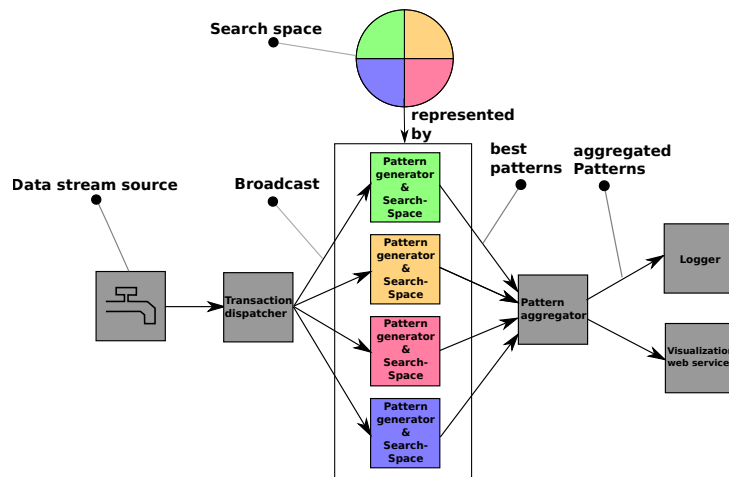 Search space
represented
by
Data stream source
Broadcast
best
patterns
aggregated
Patterns
Pattern
generator
&
Search-
Space
Pattern
generator
&
Search-
Space
Pattern
generator
&
Search-
Space
Pattern
generator
&
Search-
Space
Transaction
dispatcher
Pattern
aggregator
Logger
Visualization
web service